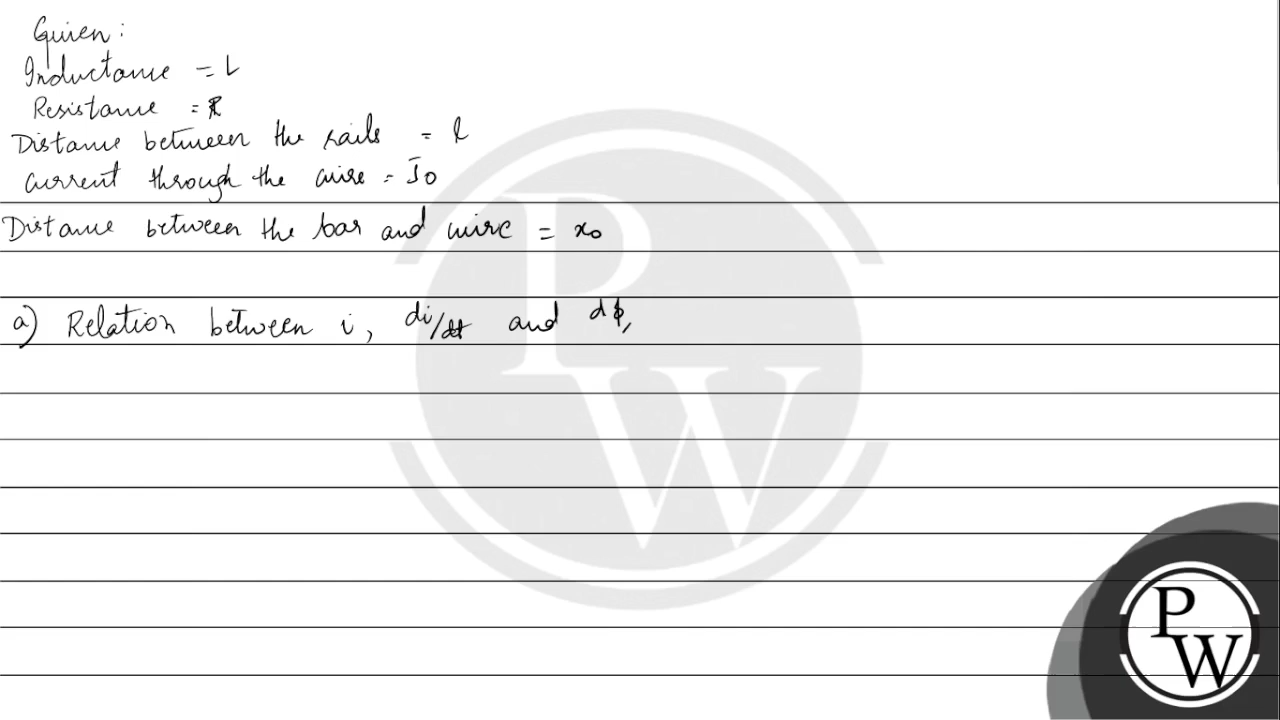 Given:
Inductance = L
Resistance = R
Distance between the rails = l
Current through the wire = I0
Distance between the bar and wire = x0
a) Relation between i, di/dt and dϕ,
P
W
P
W